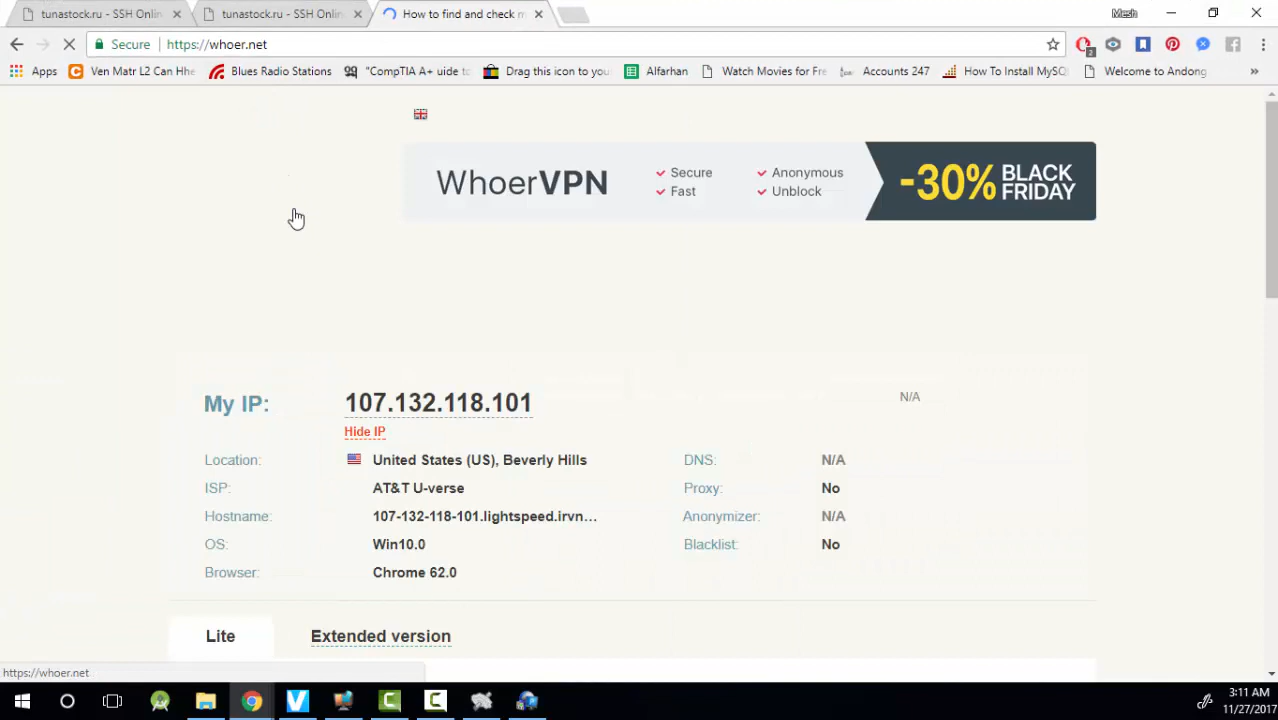 tunastock.ru - SSH Onlin
tunastock.ru - SSH Onlin
How to find and check m
Mesh
Secure
https://whoer.net
2
Apps
Ven Matr L2 Can Hhe
Blues Radio Stations
"CompTIA A+ uide to
Drag this icon to you
Alfarhan
Watch Movies for Fre
Accounts 247
How To Install MySQL
Welcome to Andong
»
WhoerVPN
Secure
Fast
Anonymous
Unblock
-30%
BLACK
FRIDAY
My IP:
107.132.118.101
N/A
Hide IP
Location:
United States (US), Beverly Hills
DNS:
N/A
ISP:
AT&T U-verse
Proxy:
No
Hostname:
107-132-118-101.lightspeed.irvn...
Anonymizer:
N/A
OS:
Win10.0
Blacklist:
No
Browser:
Chrome 62.0
Lite
Extended version
https://whoer.net
3:11 AM
11/27/2017